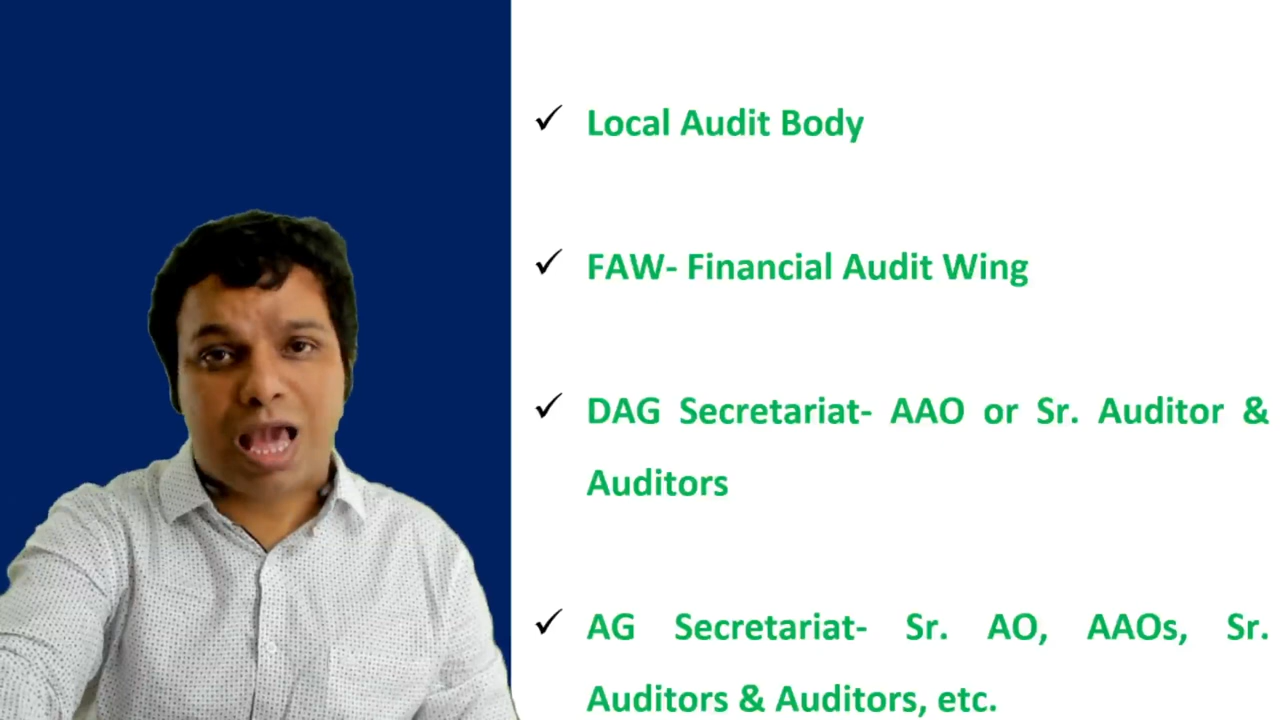 Local Audit Body
FAW- Financial Audit Wing
DAG Secretariat- AAO or Sr. Auditor &
Auditors
AG Secretariat- Sr. AO, AAOs, Sr.
Auditors & Auditors, etc.